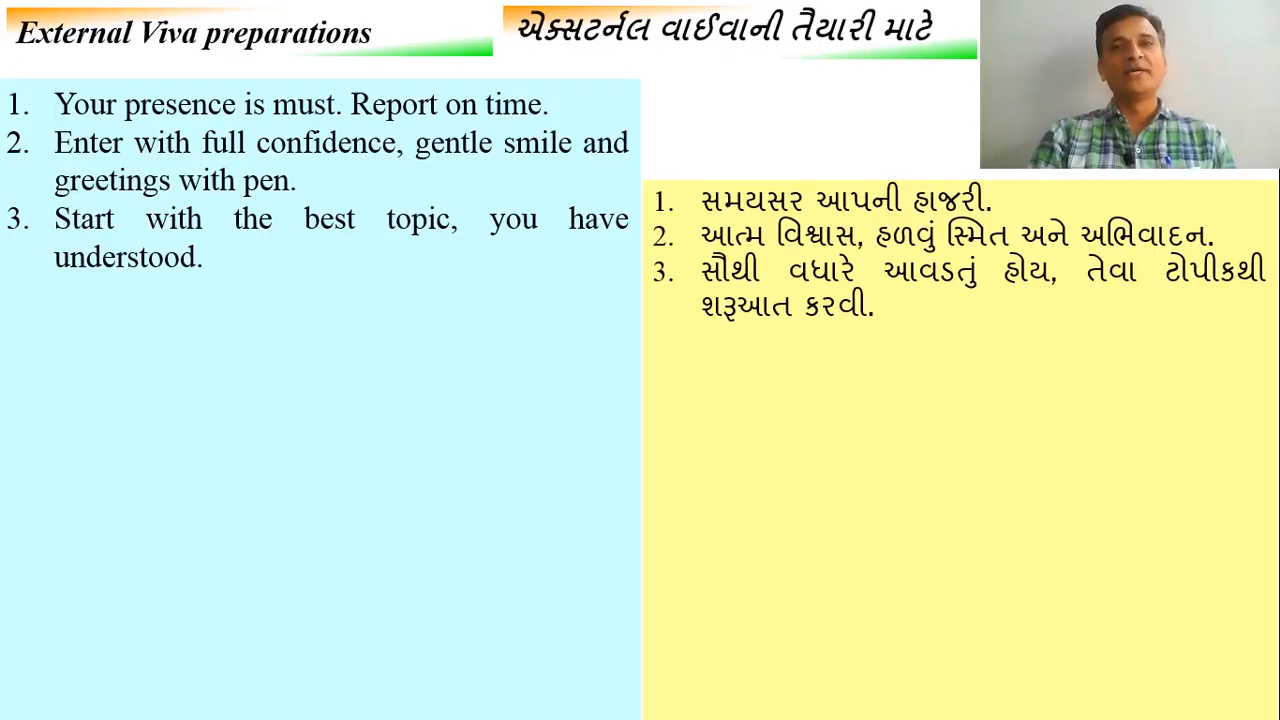 External Viva preparations
એક્સટર્નલ વાઈવાની તૈયારી માટે
1. Your presence is must. Report on time.
2. Enter with full confidence, gentle smile and
greetings with pen.
3. Start with the best topic, you have
understood.
1. સમયસર આપની હાજરી.
2. આત્મ વિશ્વાસ, હળવું સ્મિત અને અભિવાદન.
3. સૌથી વધારે આવડતું હોય, તેવા ટોપીકથી
શરૂઆત કરવી.